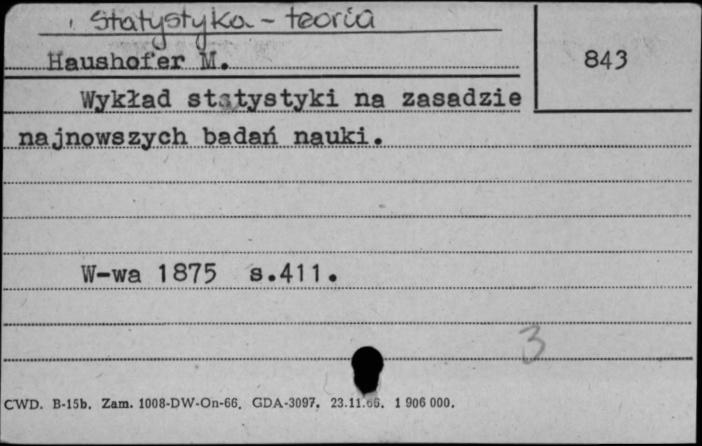 Statystyka - teoria
Haushofer M.
843
Wykład statystyki na zasadzie
najnowszych badań nauki.
W-wa 1875 s.411.
3
CWD. B-15b. Zam. 1008-DW-On-66. GDA-3097. 23.11.66. 1 906 000.